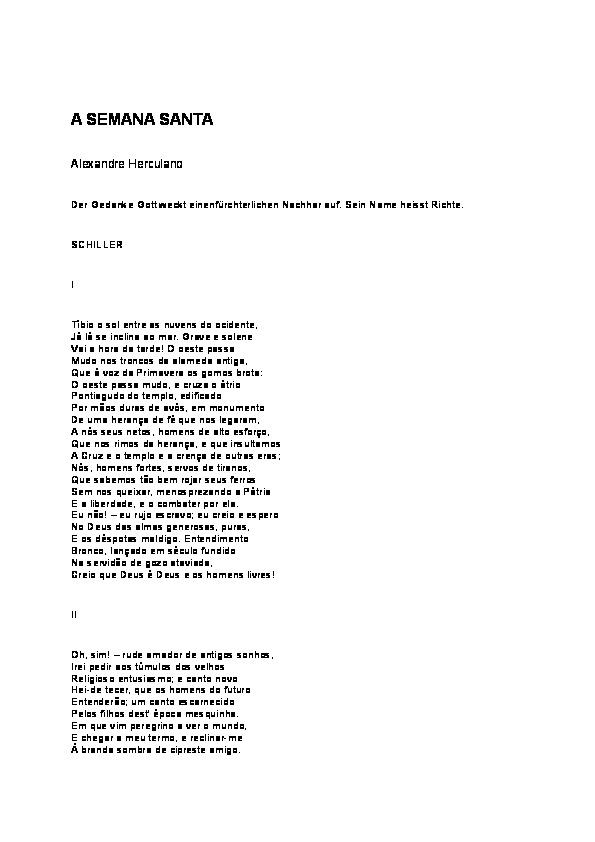 A SEMANA SANTA
Alexandre Herculano
Der Gedanke Gottweckt einenfürchterlichen Nachhar auf. Sein Name heisst Richte.
SCHILLER
I
Tíbio o sol entre as nuvens do ocidente,
Já lá se inclina ao mar. Grave e solene
Vai a hora da tarde! O oeste passa
Mudo nos troncos da alameda antiga,
Que à voz da Primavera os gomos brota:
O oeste passa mudo, e cruza o átrio
Pontiagudo do templo, edificado
Por mãos duras de avós, em monumento
De uma herança de fé que nos legaram,
A nós seus netos, homens de alto esforço,
Que nos rimos da herança, e que insultamos
A Cruz e o templo e a crença de outras eras;
Nós, homens fortes, servos de tiranos,
Que sabemos tão bem rojar seus ferros
Sem nos queixar, menosprezando a Pátria
E a liberdade, e o combater por ela.
Eu não! – eu rujo escravo; eu creio e espero
No Deus das almas generosas, puras,
E os déspotas maldigo. Entendimento
Bronco, lançado em século fundido
Na servidão de gozo ataviada,
Creio que Deus é Deus e os homens livres!
II
Oh, sim! – rude amador de antigos sonhos,
Irei pedir aos túmulos dos velhos
Religioso entusiasmo; e canto novo
Hei-de tecer, que os homens do futuro
Entenderão; um canto escarnecido
Pelos filhos dest' época mesquinha.
Em que vim peregrino a ver o mundo,
E chegar a meu termo, e reclinar-me
À branda sombra de cipreste amigo.